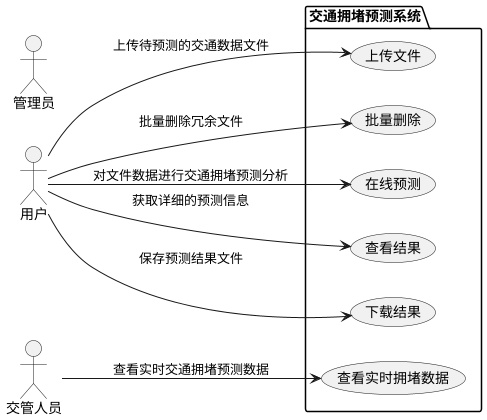 交通拥堵预测系统
上传待预测的交通数据文件
上传文件
管理员
批量删除冗余文件
批量删除
对文件数据进行交通拥堵预测分析
在线预测
用户
获取详细的预测信息
查看结果
保存预测结果文件
下载结果
查看实时交通拥堵预测数据
查看实时拥堵数据
交管人员